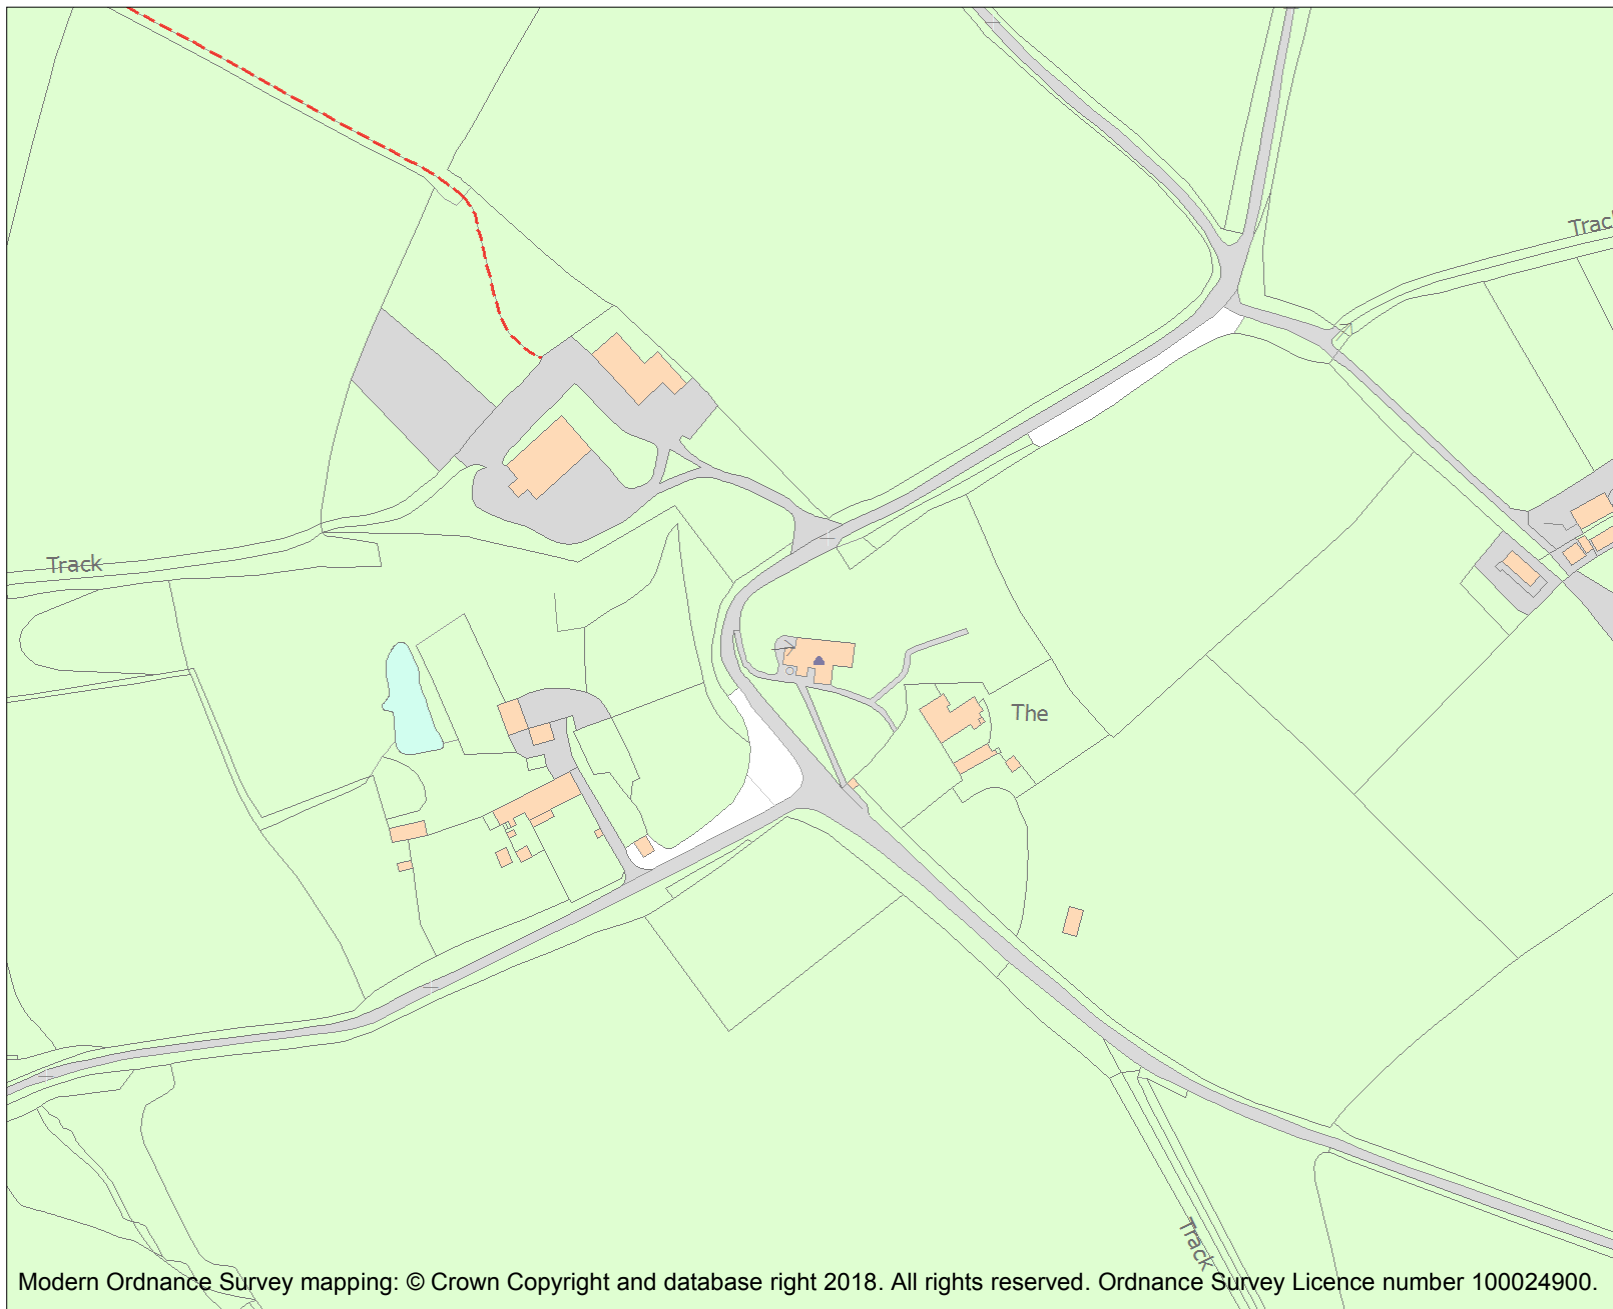 Trac
Track
The
Track
Modern Ordnance Survey mapping: © Crown Copyright and database right 2018. All rights reserved. Ordnance Survey Licence number 100024900.